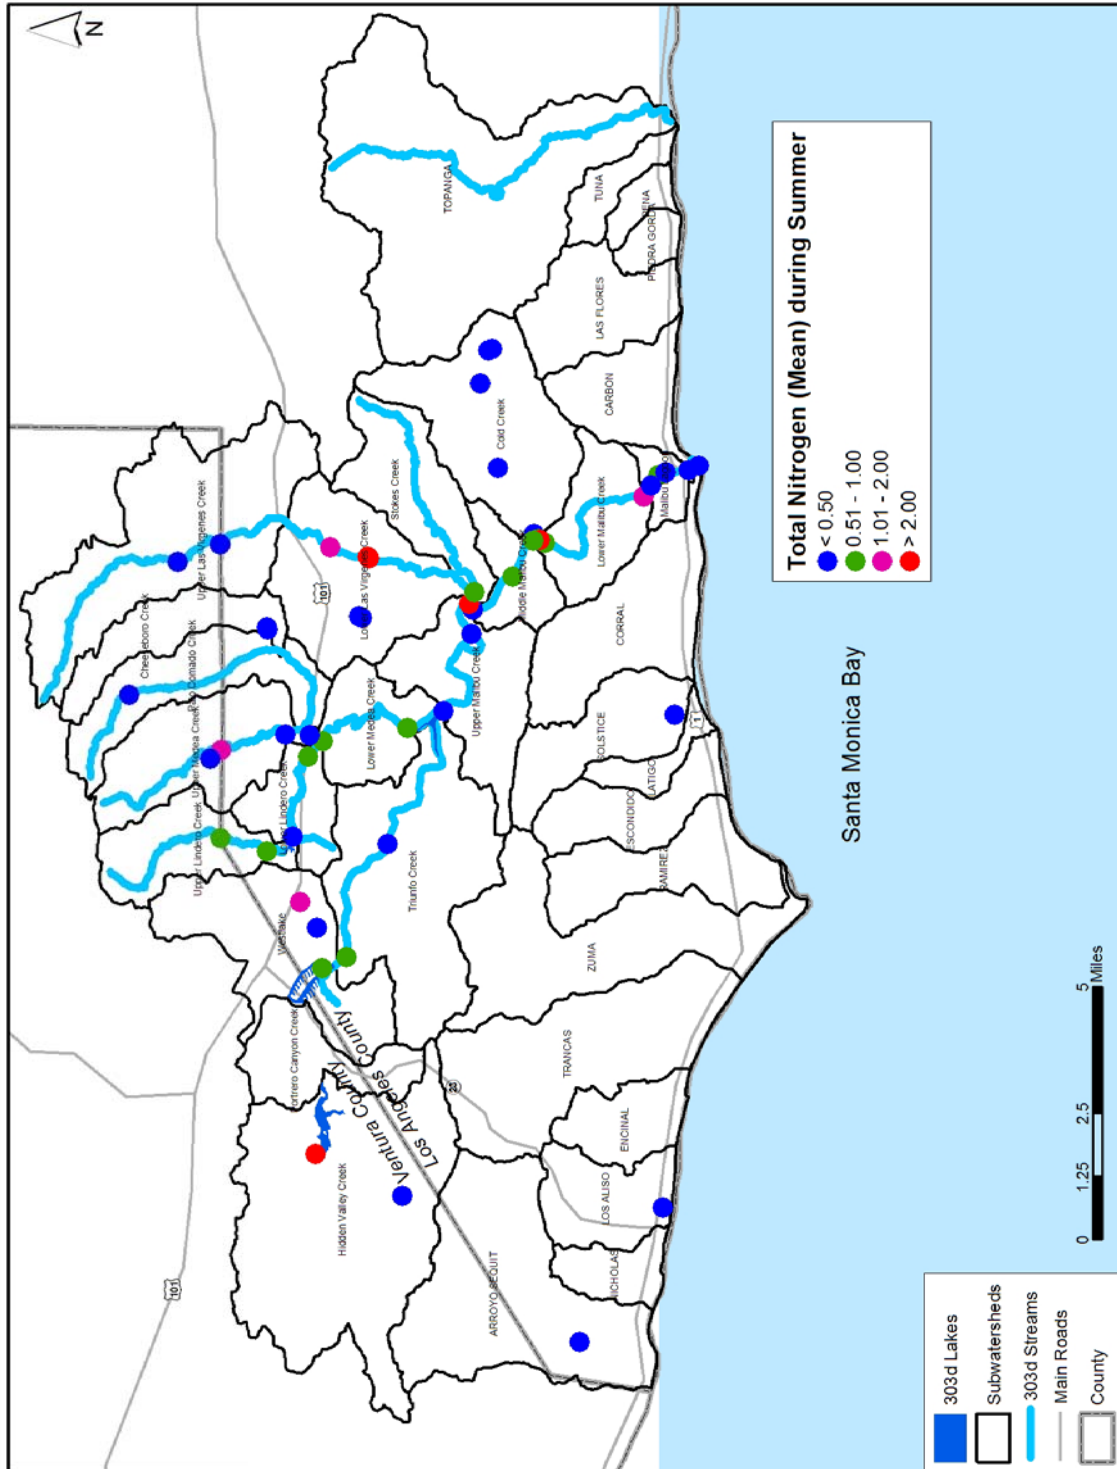 N
TOPANGA
TUNA
PENA
PIEDRA GORDA
LAS FLORES
CARBON
Cold Creek
Stokes Creek
Upper Las Virgenes Creek
Cheeseboro Creek
Upper Medea Creek
Upper Lindero Creek
Las Virgenes Creek
101
Middle Malibu Creek
Lower Malibu Creek
Malibu
CORRAL
Upper Malibu Creek
Lower Medea Creek
Lindero Creek
Triunfo Creek
Westlake
SOLSTICE
LATIGO
ESCONDIDO
RAMIREZ
ZUMA
1
Portrero Canyon Creek
Ventura County
Los Angeles County
Hidden Valley Creek
23
101
TRANCAS
ENCINAL
LOS ALISO
NICHOLAS
ARROYO SEQUIT
Santa Monica Bay
Total Nitrogen (Mean) during Summer
< 0.50
0.51 - 1.00
1.01 - 2.00
> 2.00
0 1.25 2.5 5
Miles
303d Lakes
Subwatersheds
303d Streams
Main Roads
County